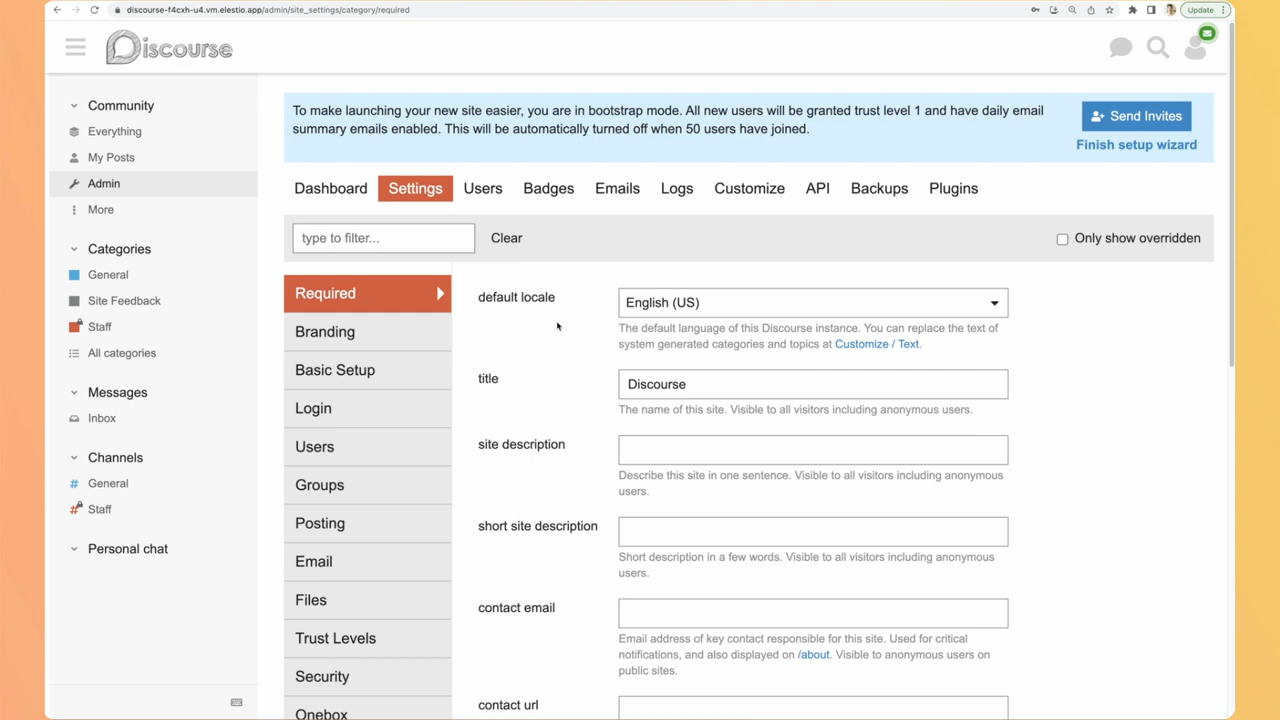 discourse-f4cxh-u4.vm.elestio.app/admin/site_settings/category/required
Update
Discourse
Community
Everything
My Posts
Admin
More
Categories
General
Site Feedback
Staff
All categories
Messages
Inbox
Channels
General
Staff
Personal chat
To make launching your new site easier, you are in bootstrap mode. All new users will be granted trust level 1 and have daily email
summary emails enabled. This will be automatically turned off when 50 users have joined.
Send Invites
Finish setup wizard
Dashboard Settings Users Badges Emails Logs Customize API Backups Plugins
type to filter... Clear Only show overridden
Required
Branding
Basic Setup
Login
Users
Groups
Posting
Email
Files
Trust Levels
Security
Onebox
default locale
English (US)
The default language of this Discourse instance. You can replace the text of
system generated categories and topics at Customize / Text.
title
Discourse
The name of this site. Visible to all visitors including anonymous users.
site description
Describe this site in one sentence. Visible to all visitors including anonymous
users.
short site description
Short description in a few words. Visible to all visitors including anonymous
users.
contact email
Email address of key contact responsible for this site. Used for critical
notifications, and also displayed on /about. Visible to anonymous users on
public sites.
contact url